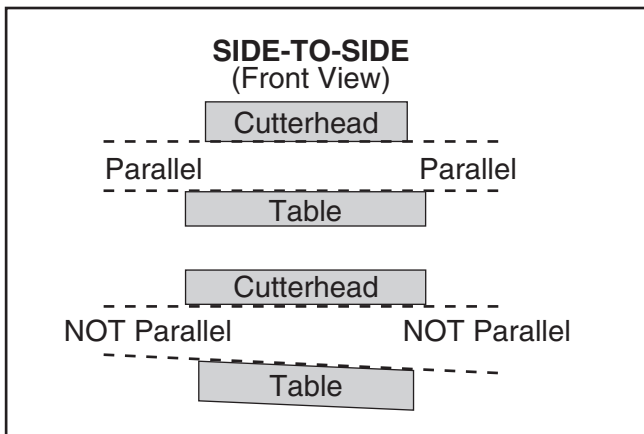 SIDE-TO-SIDE
(Front View)
Cutterhead
Parallel Parallel
Table
Cutterhead
NOT Parallel NOT Parallel
Table